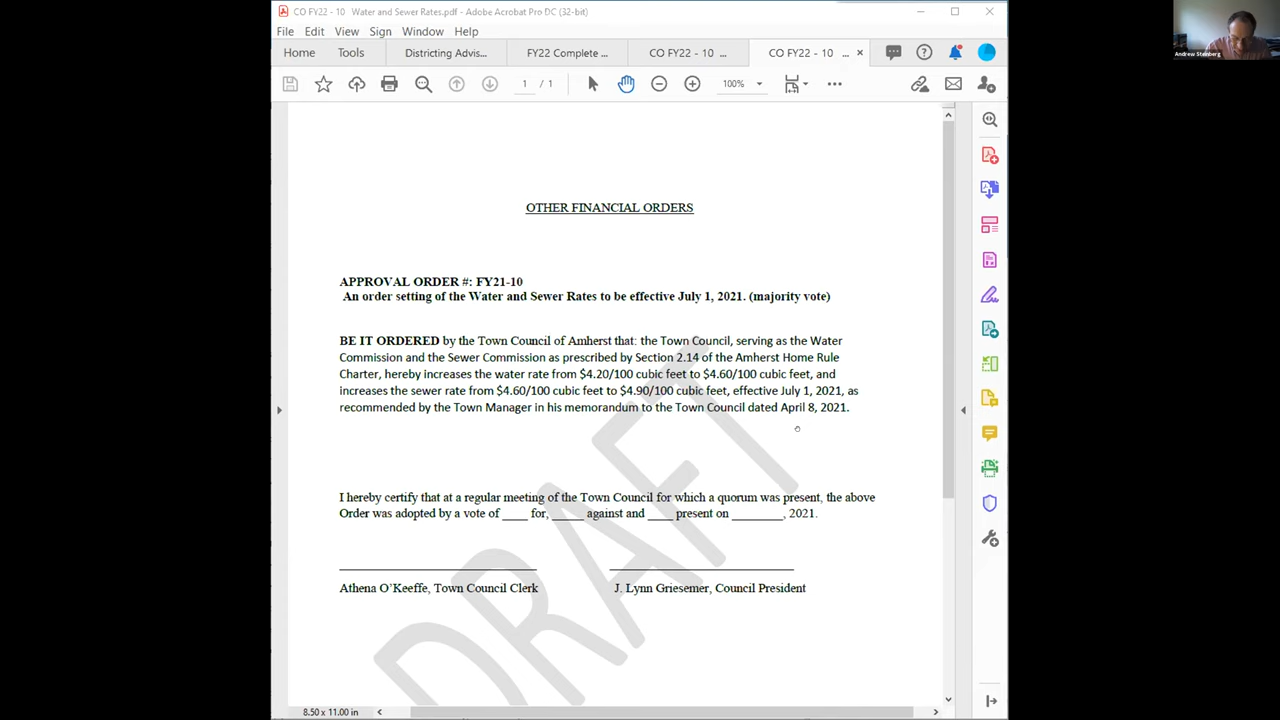 CO FY22 - 10 Water and Sewer Rates.pdf - Adobe Acrobat Pro DC (32-bit)
File Edit View Sign Window Help
Home Tools Districting Advis... FY22 Complete ... CO FY22 - 10 ... CO FY22 - 10 ... ×
1 / 1 100%
Andrew Steinberg
OTHER FINANCIAL ORDERS
APPROVAL ORDER #: FY21-10
An order setting of the Water and Sewer Rates to be effective July 1, 2021. (majority vote)
BE IT ORDERED by the Town Council of Amherst that: the Town Council, serving as the Water
Commission and the Sewer Commission as prescribed by Section 2.14 of the Amherst Home Rule
Charter, hereby increases the water rate from $4.20/100 cubic feet to $4.60/100 cubic feet, and
increases the sewer rate from $4.60/100 cubic feet to $4.90/100 cubic feet, effective July 1, 2021, as
recommended by the Town Manager in his memorandum to the Town Council dated April 8, 2021.
I hereby certify that at a regular meeting of the Town Council for which a quorum was present, the above
Order was adopted by a vote of ____ for, _____ against and ____ present on ________, 2021.
Athena O'Keeffe, Town Council Clerk J. Lynn Griesemer, Council President
DRAFT
8.50 x 11.00 in